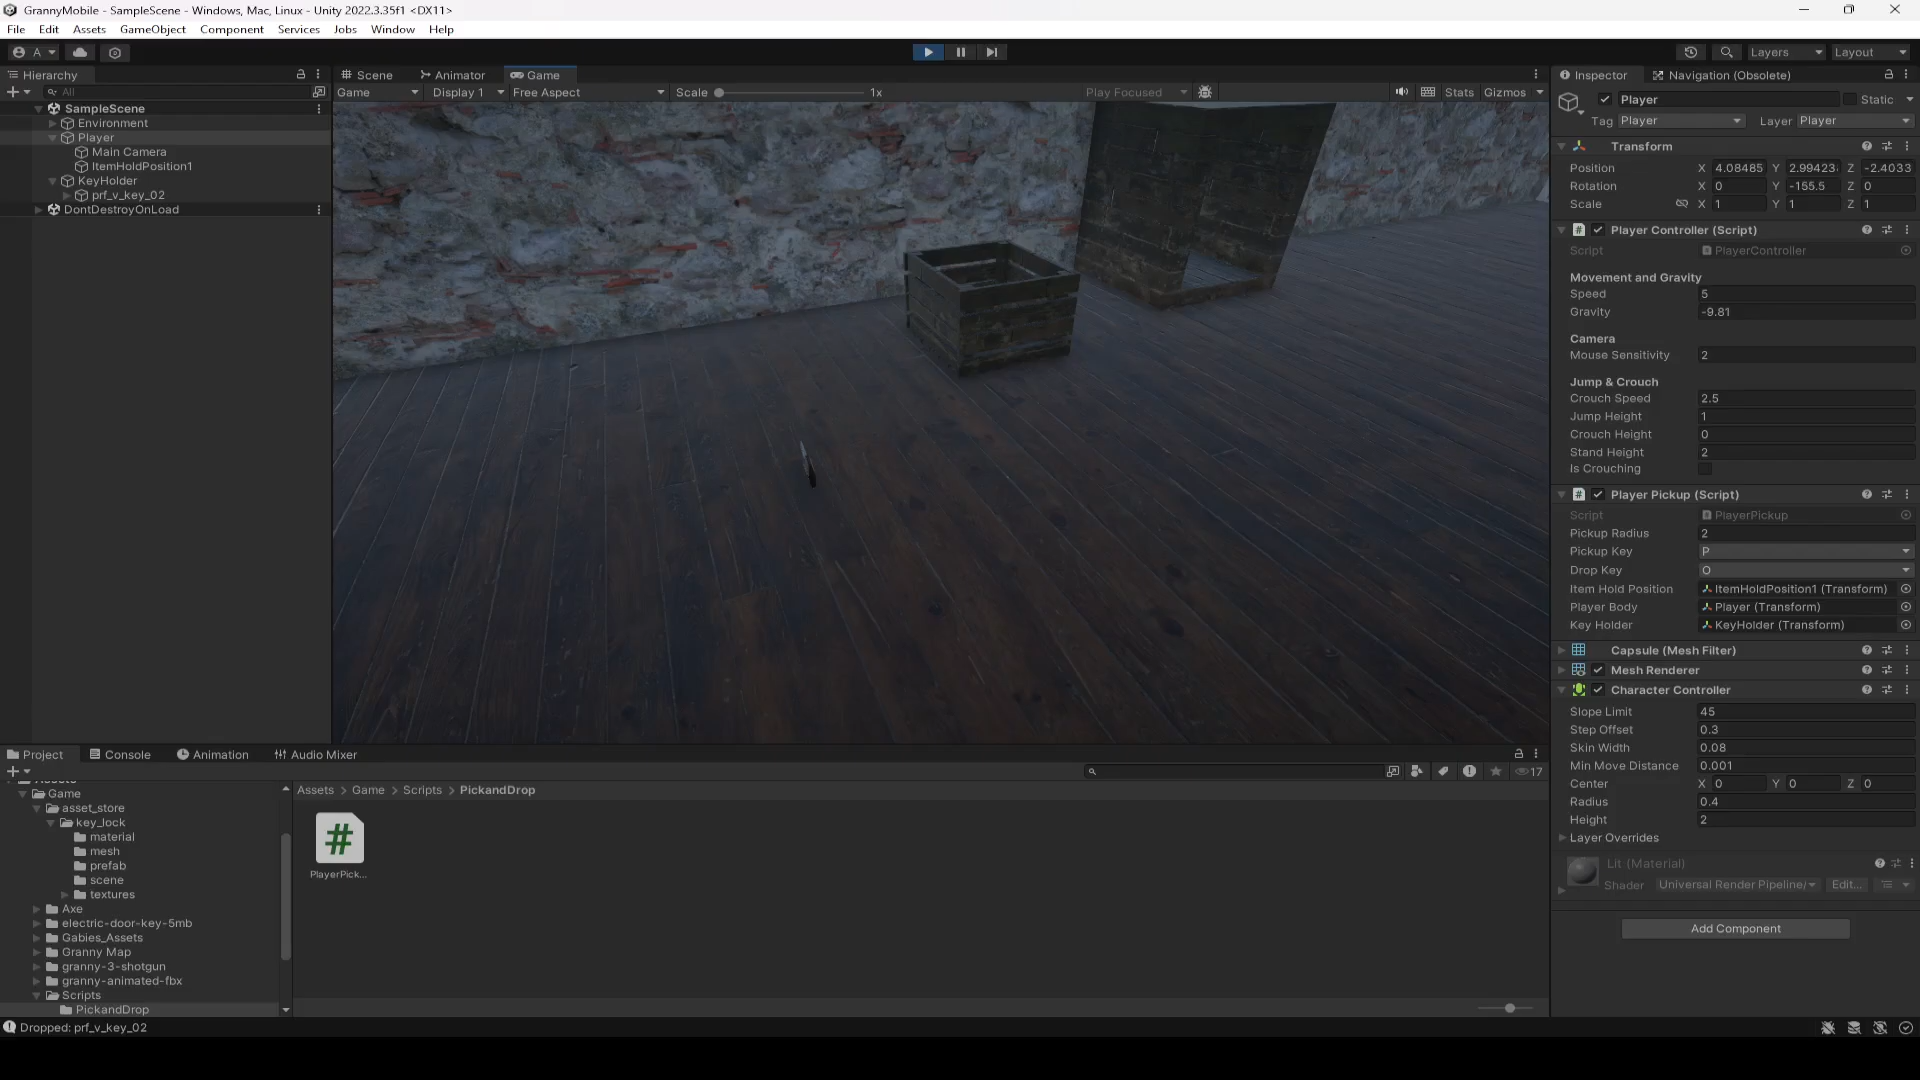 GrannyMobile - SampleScene - Windows, Mac, Linux - Unity 2022.3.35f1 <DX11>
File Edit Assets GameObject Component Services Jobs Window Help
A Layers Layout
Hierarchy
All
SampleScene
Environment
Player
Main Camera
ItemHoldPosition1
KeyHolder
prf_v_key_02
DontDestroyOnLoad
Scene Animator Game
Game Display 1 Free Aspect Scale 1x Play Focused Stats Gizmos
Inspector Navigation (Obsolete)
Player Static
Tag Player Layer Player
Transform
Position X 4.08485 Y 2.99423 Z -2.4033
Rotation X 0 Y -155.5 Z 0
Scale X 1 Y 1 Z 1
Player Controller (Script)
Script PlayerController
Movement and Gravity
Speed 5
Gravity -9.81
Camera
Mouse Sensitivity 2
Jump & Crouch
Crouch Speed 2.5
Jump Height 1
Crouch Height 0
Stand Height 2
Is Crouching
Player Pickup (Script)
Script PlayerPickup
Pickup Radius 2
Pickup Key P
Drop Key O
Item Hold Position ItemHoldPosition1 (Transform)
Player Body Player (Transform)
Key Holder KeyHolder (Transform)
Capsule (Mesh Filter)
Mesh Renderer
Character Controller
Slope Limit 45
Step Offset 0.3
Skin Width 0.08
Min Move Distance 0.001
Center X 0 Y 0 Z 0
Radius 0.4
Height 2
Layer Overrides
Lit (Material)
Shader Universal Render Pipeline/ Edit...
Add Component
Project Console Animation Audio Mixer
17
Assets
Game
asset_store
key_lock
material
mesh
prefab
scene
textures
Axe
electric-door-key-5mb
Gabies_Assets
Granny Map
granny-3-shotgun
granny-animated-fbx
Scripts
PickandDrop
Assets > Game > Scripts > PickandDrop
PlayerPick...
Dropped: prf_v_key_02